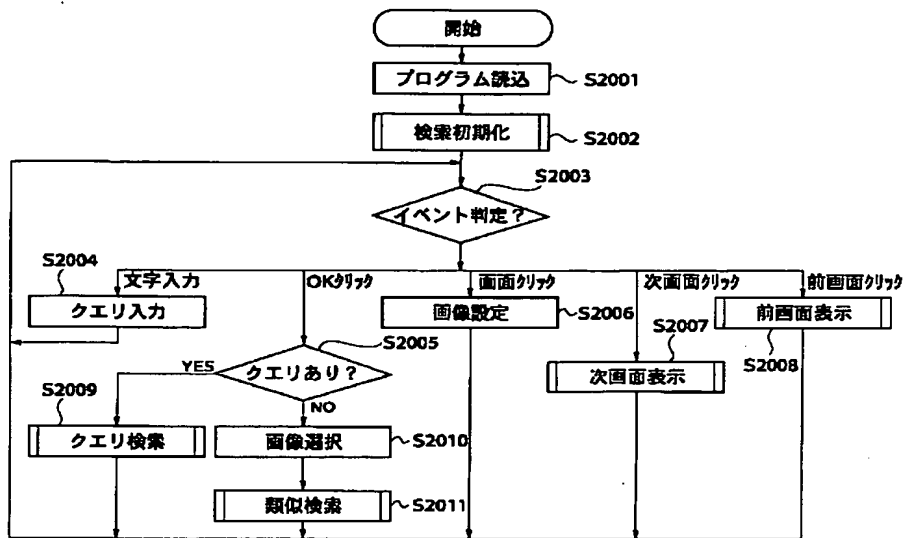 開始
プログラム読込
S2001
検索初期化
S2002
S2003
イベント判定?
S2004
文字入力
OKクリック
画面クリック
次画面クリック
前画面クリック
クエリ入力
画像設定
S2006
前画面表示
S2005
S2007
S2008
YES
クエリあり?
次画面表示
S2009
NO
クエリ検索
画像選択
S2010
類似検索
S2011